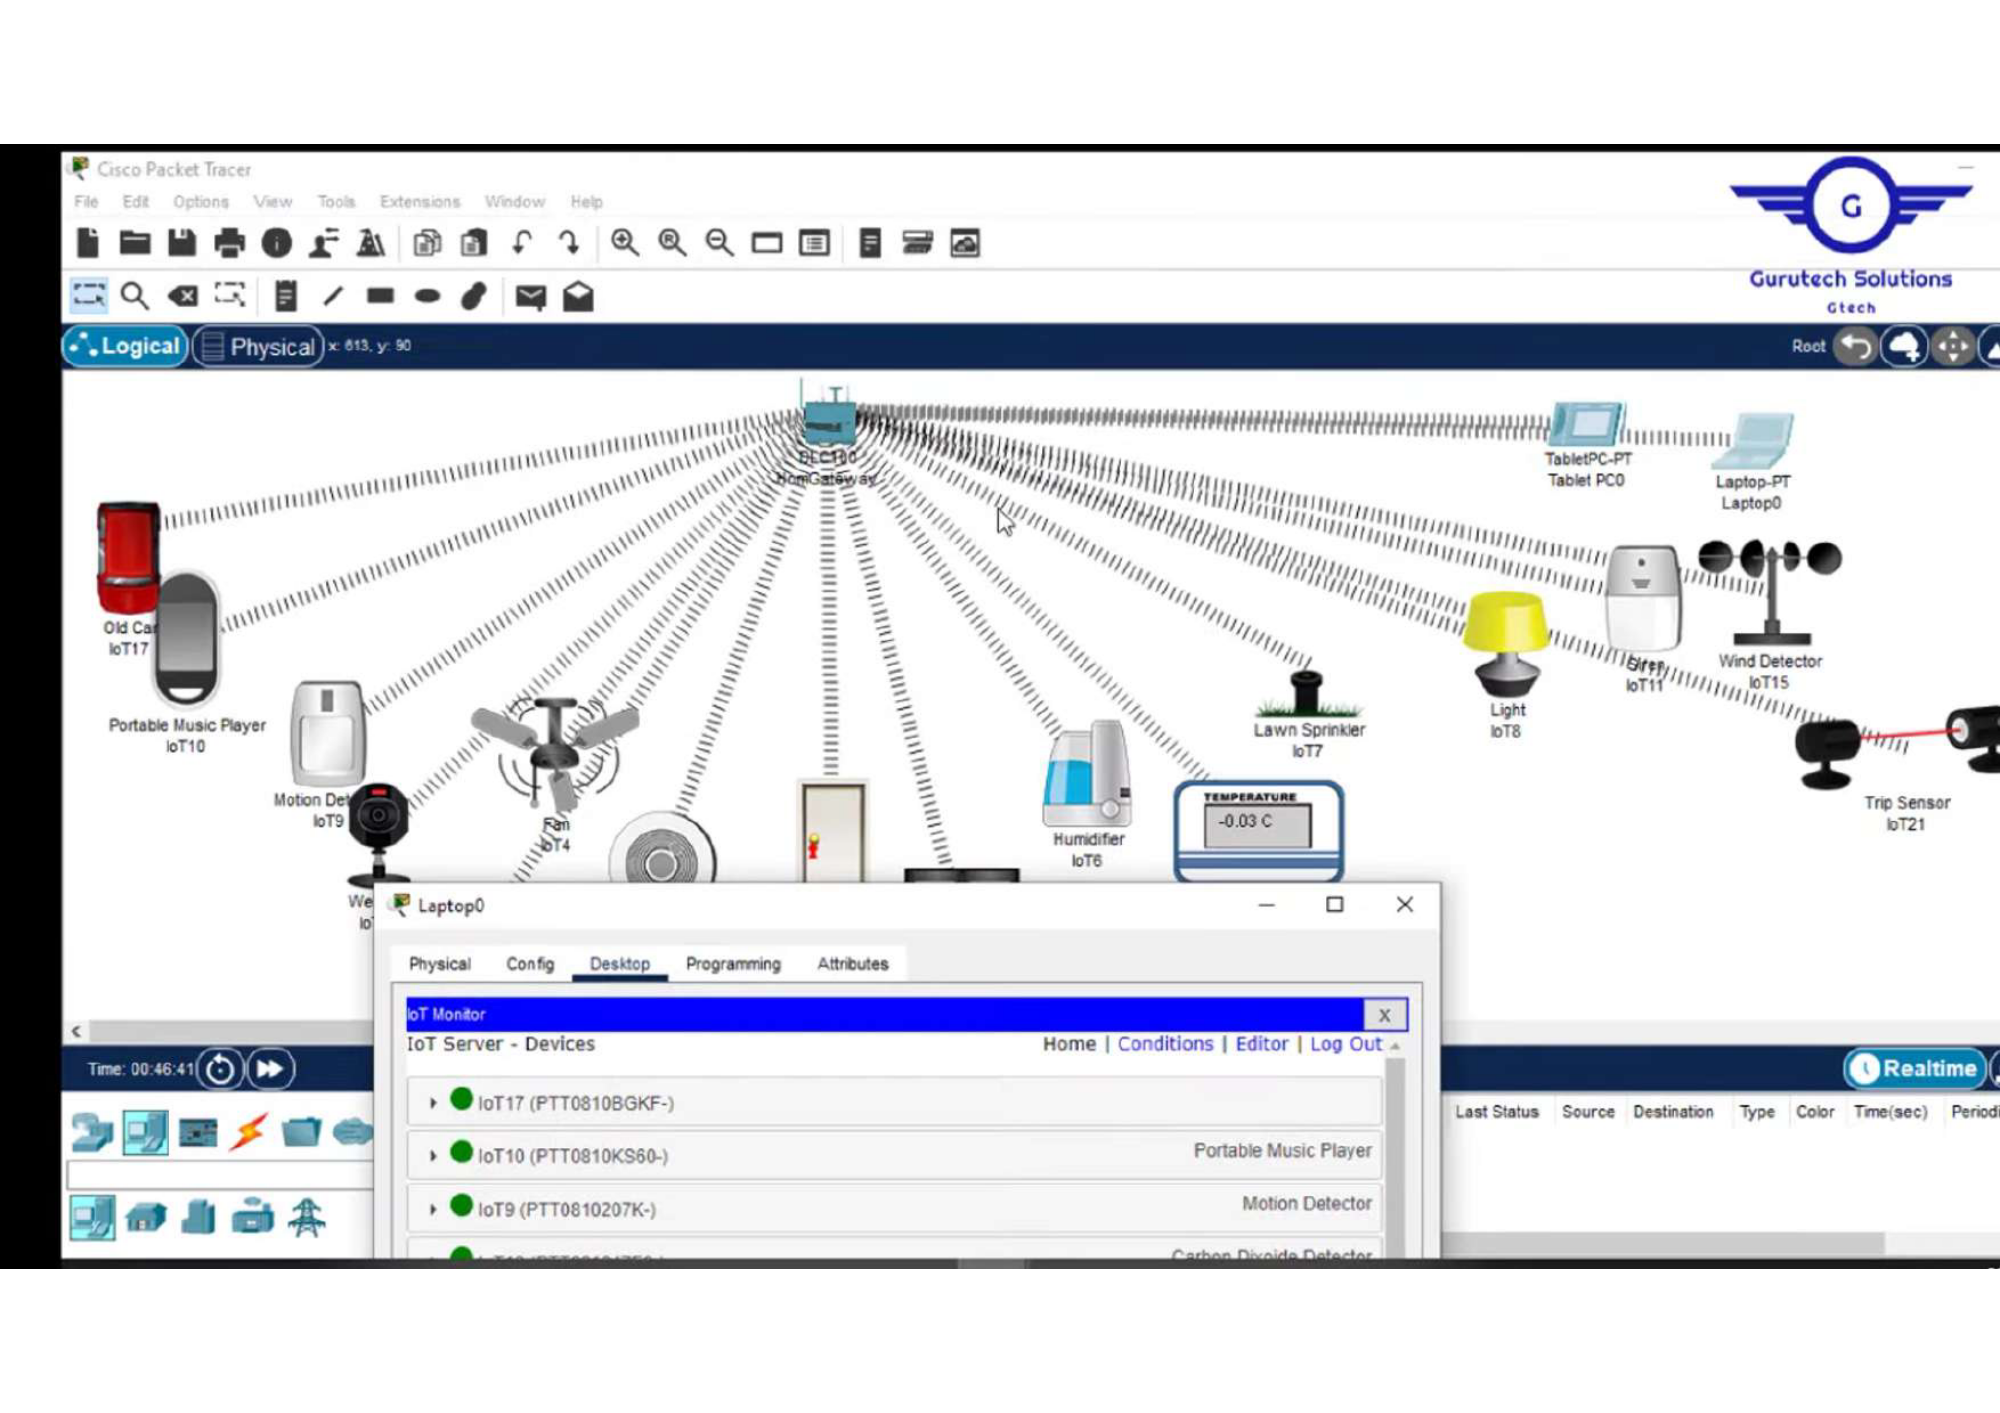 Cisco Packet Tracer
File Edit Options View Tools Extensions Window Help
G
Gurutech Solutions
Gtech
Logical Physical x: 613, y: 90
Root
DLC100
HomGateway
TabletPC-PT
Tablet PC0
Laptop-PT
Laptop0
Old Car
IoT17
Portable Music Player
IoT10
Motion Det
IoT9
We
Io
Fan
IoT4
Humidifier
IoT6
TEMPERATURE
-0.03 C
Lawn Sprinkler
IoT7
Light
IoT8
Siren
IoT11
Wind Detector
IoT15
Trip Sensor
IoT21
Laptop0
Physical Config Desktop Programming Attributes
IoT Monitor X
IoT Server - Devices Home | Conditions | Editor | Log Out
IoT17 (PTT0810BGKF-)
IoT10 (PTT0810KS60-) Portable Music Player
IoT9 (PTT0810207K-) Motion Detector
Carbon Dixoide Detector
Time: 00:46:41
Realtime
Last Status Source Destination Type Color Time(sec) Periodi